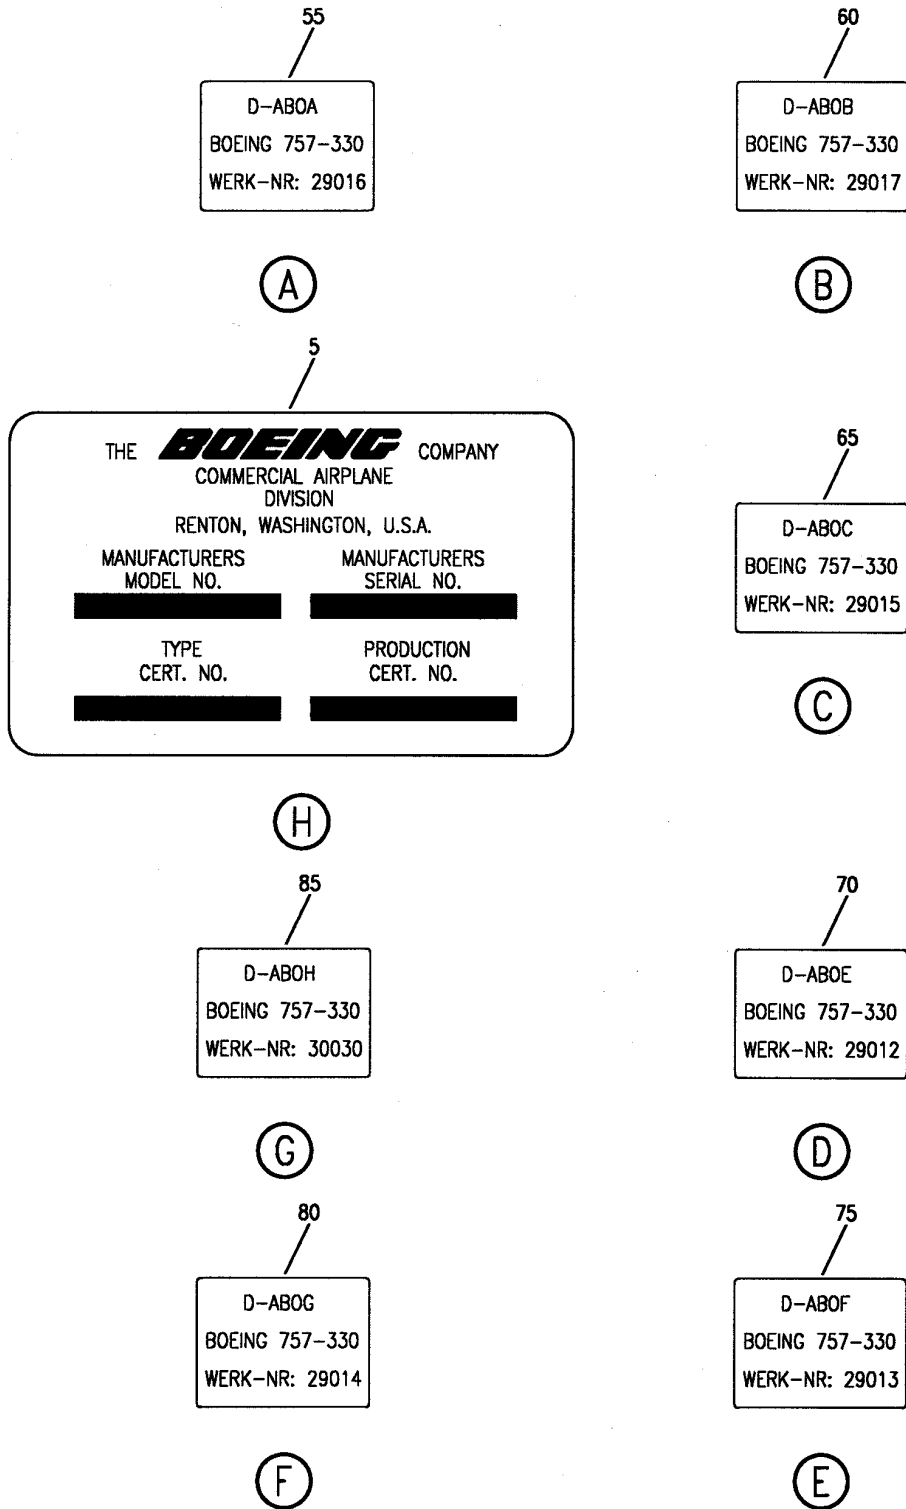 55
D-ABOA
BOEING 757-330
WERK-NR: 29016
A
60
D-ABOB
BOEING 757-330
WERK-NR: 29017
B
5
THE BOEING COMPANY
COMMERCIAL AIRPLANE
DIVISION
RENTON, WASHINGTON, U.S.A.
MANUFACTURERS
MODEL NO.
MANUFACTURERS
SERIAL NO.
TYPE
CERT. NO.
PRODUCTION
CERT. NO.
H
65
D-ABOC
BOEING 757-330
WERK-NR: 29015
C
85
D-ABOH
BOEING 757-330
WERK-NR: 30030
G
70
D-ABOE
BOEING 757-330
WERK-NR: 29012
D
80
D-ABOG
BOEING 757-330
WERK-NR: 29014
F
75
D-ABOF
BOEING 757-330
WERK-NR: 29013
E